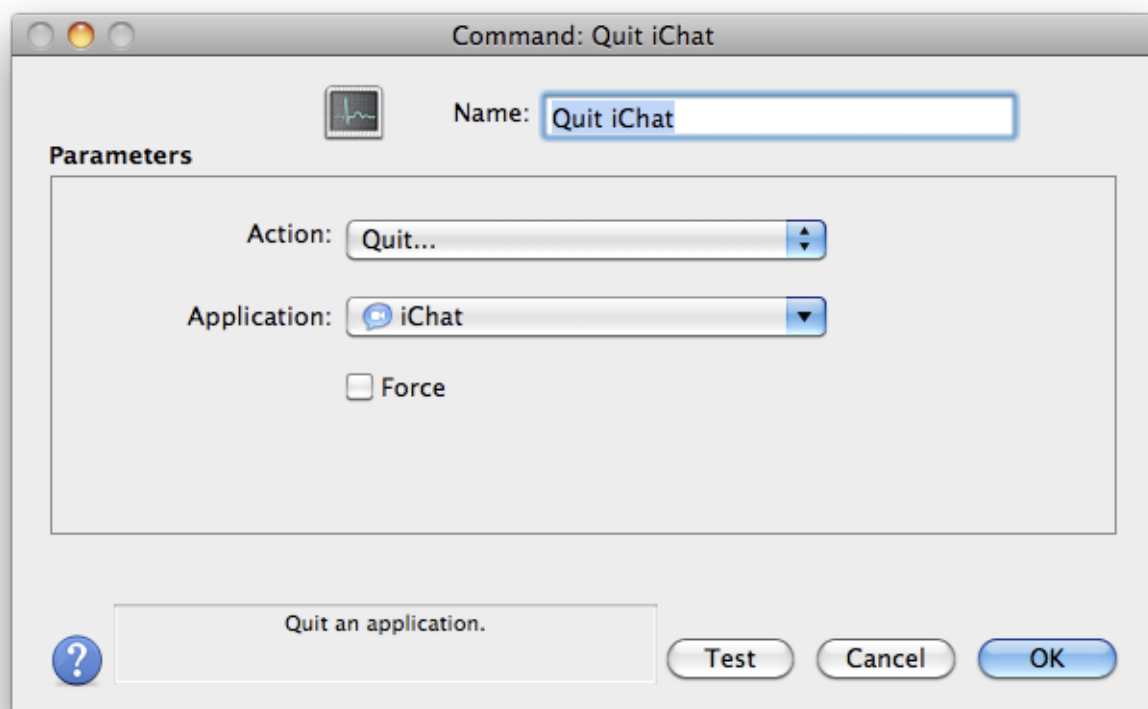 Command: Quit iChat
Name: Quit iChat
Parameters
Action: Quit...
Application: iChat
Force
Quit an application.
? Test Cancel OK